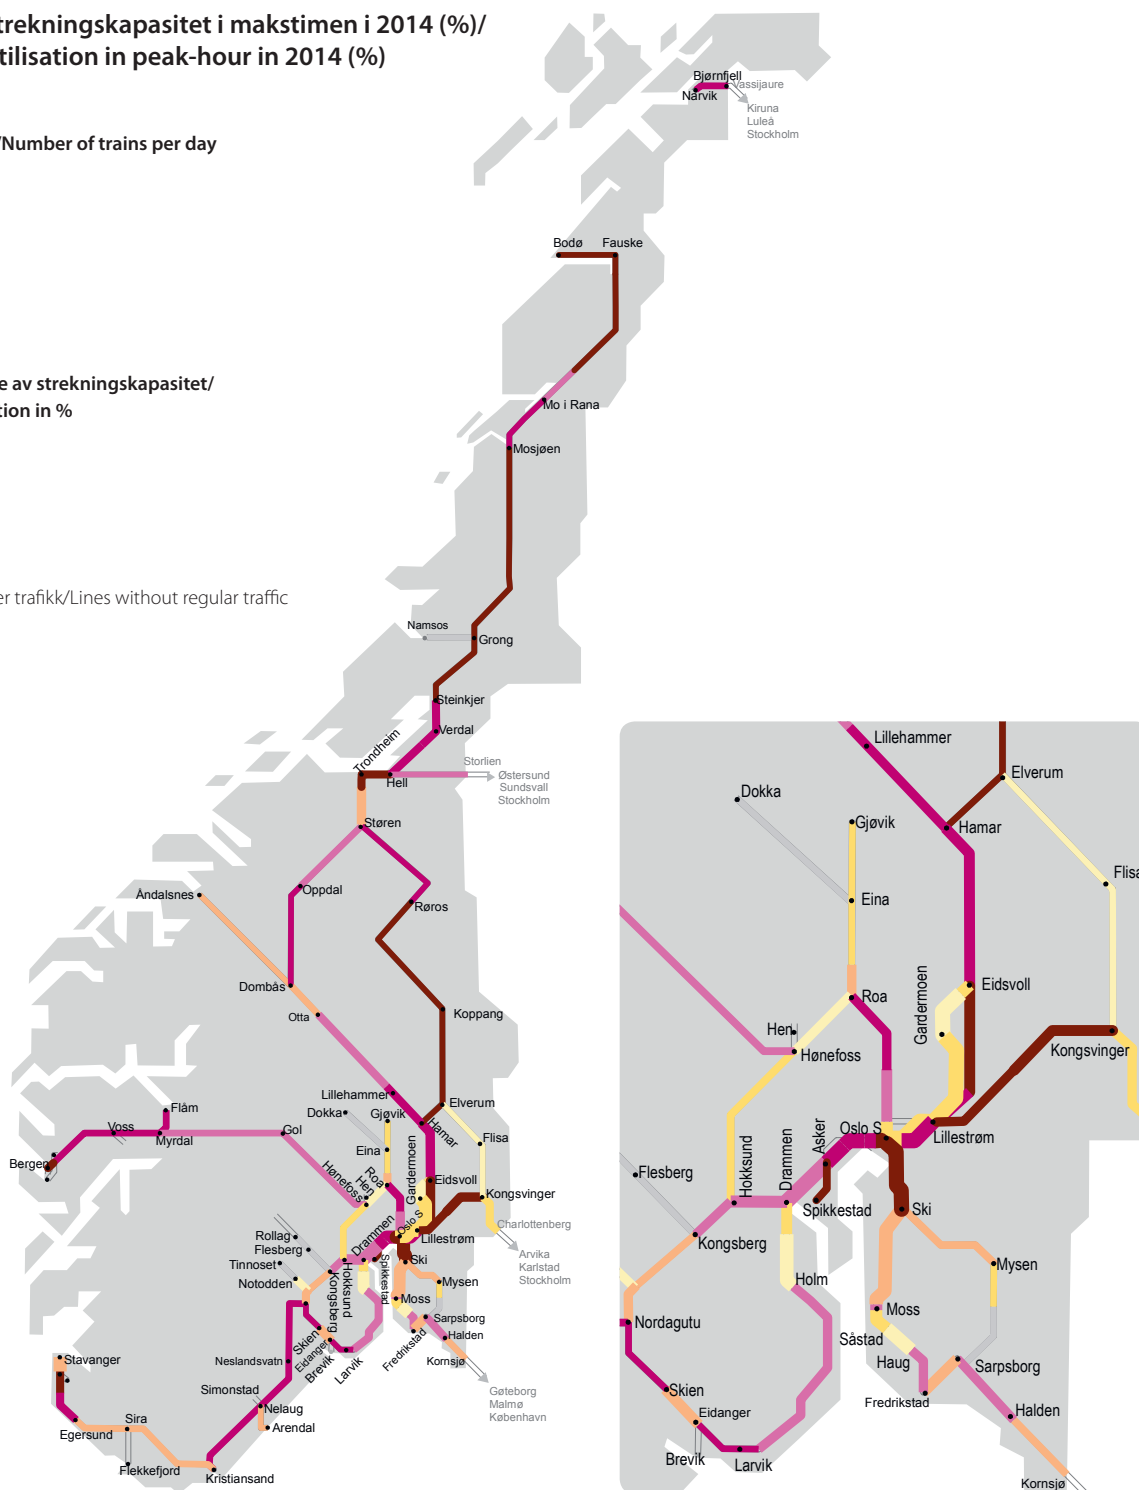 trekningskapasitet i makstimen i 2014 (%)/
tilisation in peak-hour in 2014 (%)
/Number of trains per day
e av strekningskapasitet/
tion in %
er trafikk/Lines without regular traffic
Bjørnfjell
Vassijaure
Narvik
Kiruna
Luleå
Stockholm
Bodø
Fauske
Mo i Rana
Mosjøen
Namsos
Grong
Steinkjer
Verdal
Trondheim
Storlien
Hell
Østersund
Sundsvall
Stockholm
Støren
Oppdal
Åndalsnes
Røros
Dombås
Otta
Koppang
Lillehammer
Elverum
Dokka
Gjøvik
Hamar
Flåm
Voss
Myrdal
Gol
Flisa
Eina
Bergen
Hønefoss
Hen
Roa
Gardermoen
Eidsvoll
Kongsvinger
Charlottenberg
Drammen
Oslo S
Lillestrøm
Arvika
Karlstad
Stockholm
Rollag
Flesberg
Tinnoset
Notodden
Kongsberg
Hokksund
Spikkestad
Ski
Mysen
Moss
Sarpsborg
Halden
Fredrikstad
Kornsjø
Skien
Eidanger
Brevik
Larvik
Neslandsvatn
Stavanger
Simonstad
Nelaug
Arendal
Egersund
Sira
Flekkefjord
Kristiansand
Gøteborg
Malmø
København
Lillehammer
Elverum
Dokka
Gjøvik
Hamar
Flisa
Eina
Gardermoen
Eidsvoll
Roa
Hen
Hønefoss
Kongsvinger
Asker
Oslo S
Lillestrøm
Hokksund
Drammen
Flesberg
Spikkestad
Ski
Kongsberg
Mysen
Holm
Moss
Nordagutu
Såstad
Haug
Sarpsborg
Skien
Fredrikstad
Eidanger
Halden
Brevik
Larvik
Kornsjø